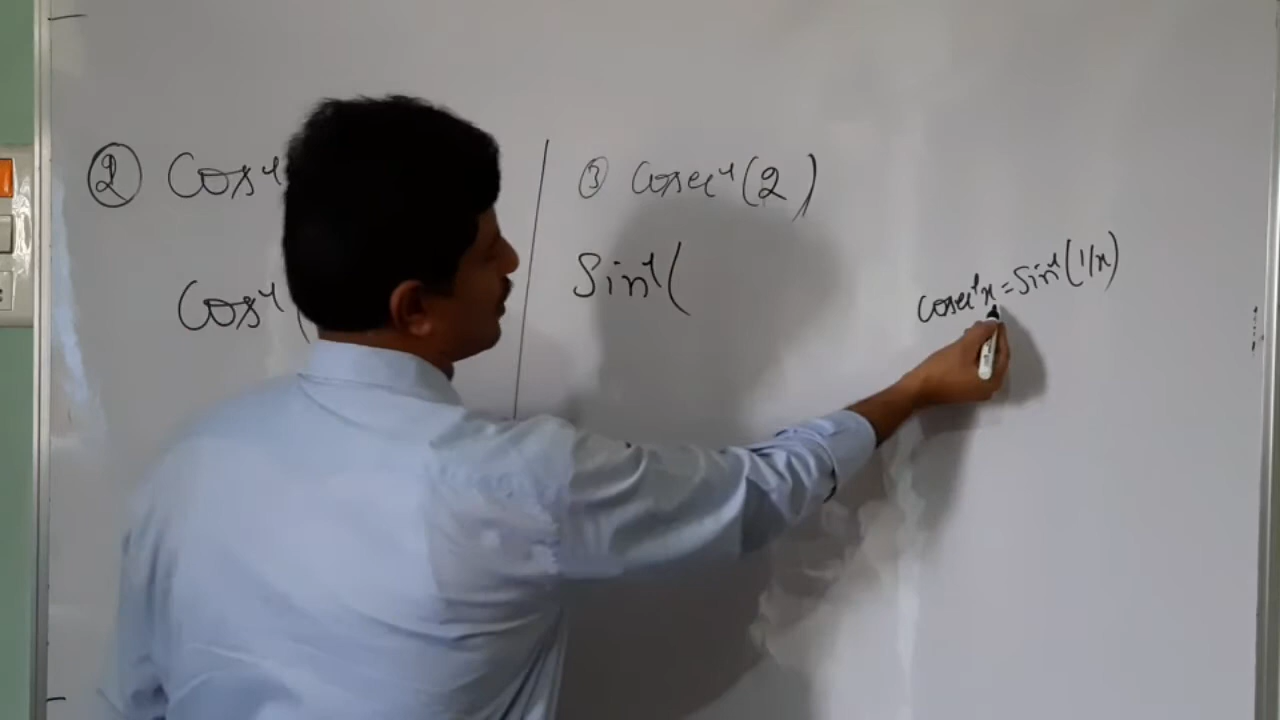 ② Cos⁻¹
Cos⁻¹(
③ Cosec⁻¹(2)
Sin⁻¹(
Cosec⁻¹x = Sin⁻¹(1/x)